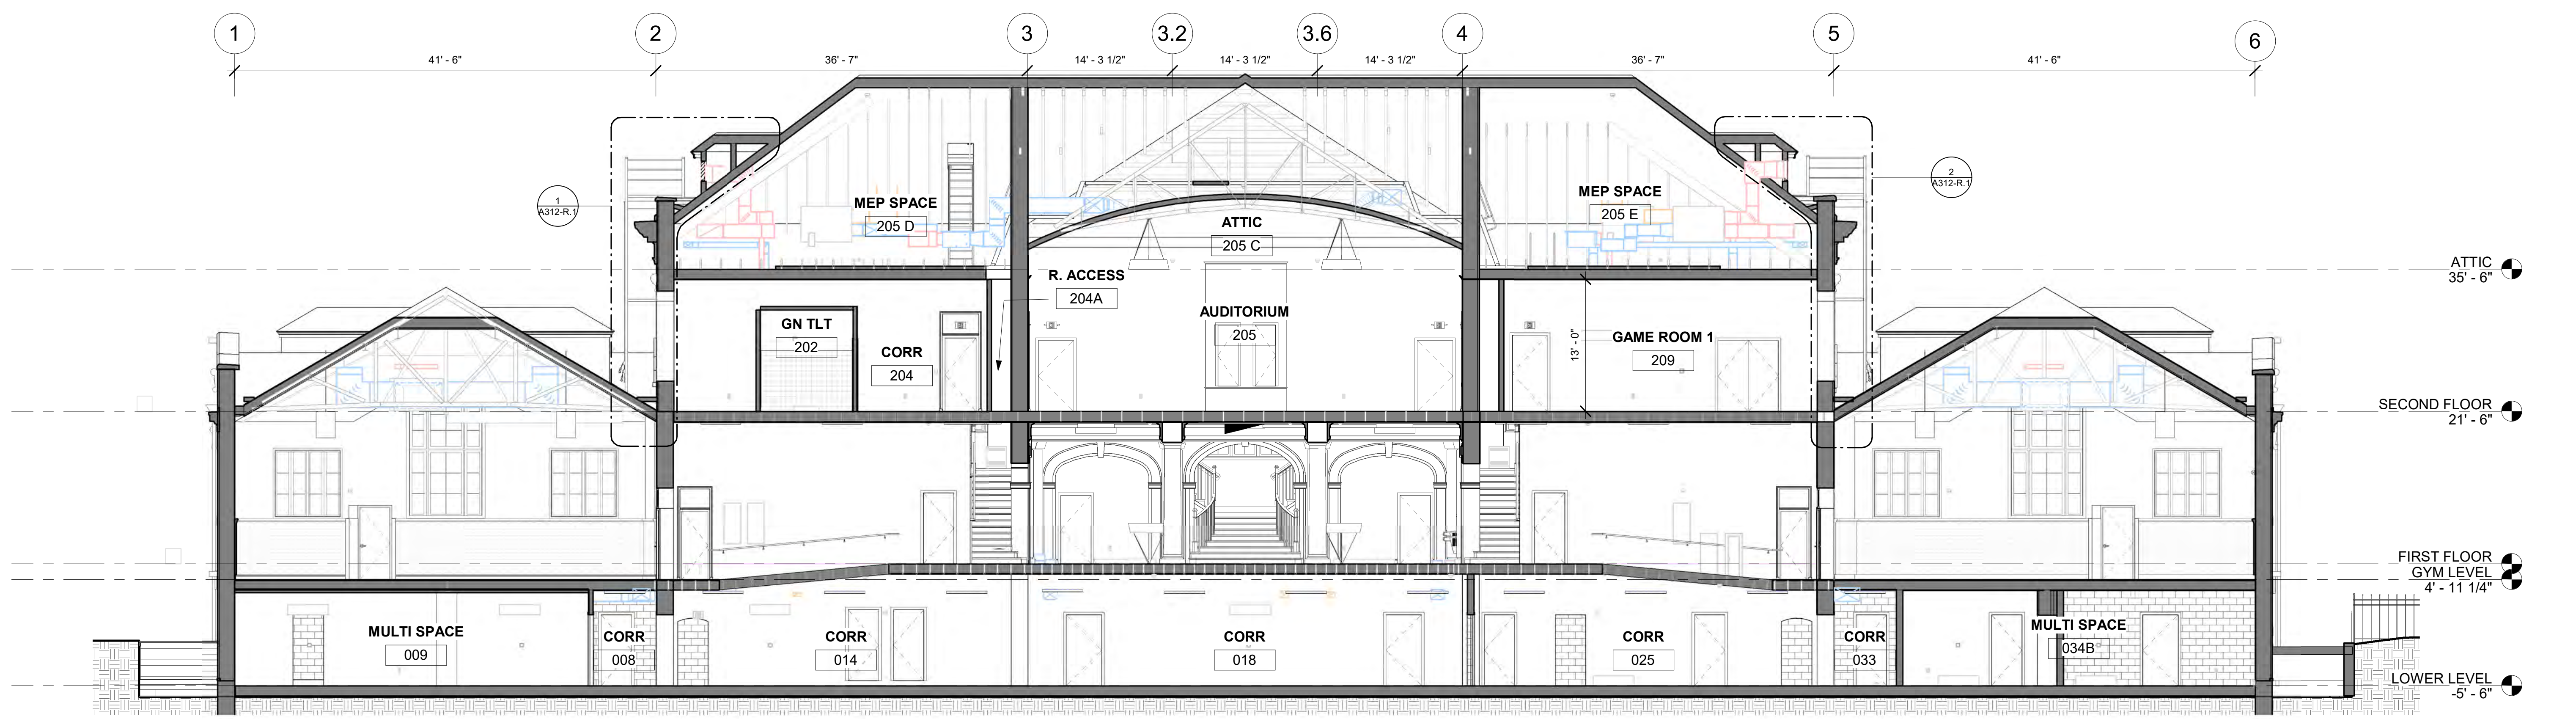 1
2
3
3.2
3.6
4
5
6
41' - 6"
36' - 7"
14' - 3 1/2"
14' - 3 1/2"
14' - 3 1/2"
36' - 7"
41' - 6"
1
A312-R.1
2
A312-R.1
MEP SPACE
205 D
MEP SPACE
205 E
ATTIC
205 C
ATTIC
35' - 6"
R. ACCESS
204A
AUDITORIUM
205
GN TLT
202
CORR
204
13' - 0"
GAME ROOM 1
209
SECOND FLOOR
21' - 6"
FIRST FLOOR
GYM LEVEL
4' - 11 1/4"
MULTI SPACE
009
CORR
008
CORR
014
CORR
018
CORR
025
CORR
033
MULTI SPACE
034B
LOWER LEVEL
-5' - 6"